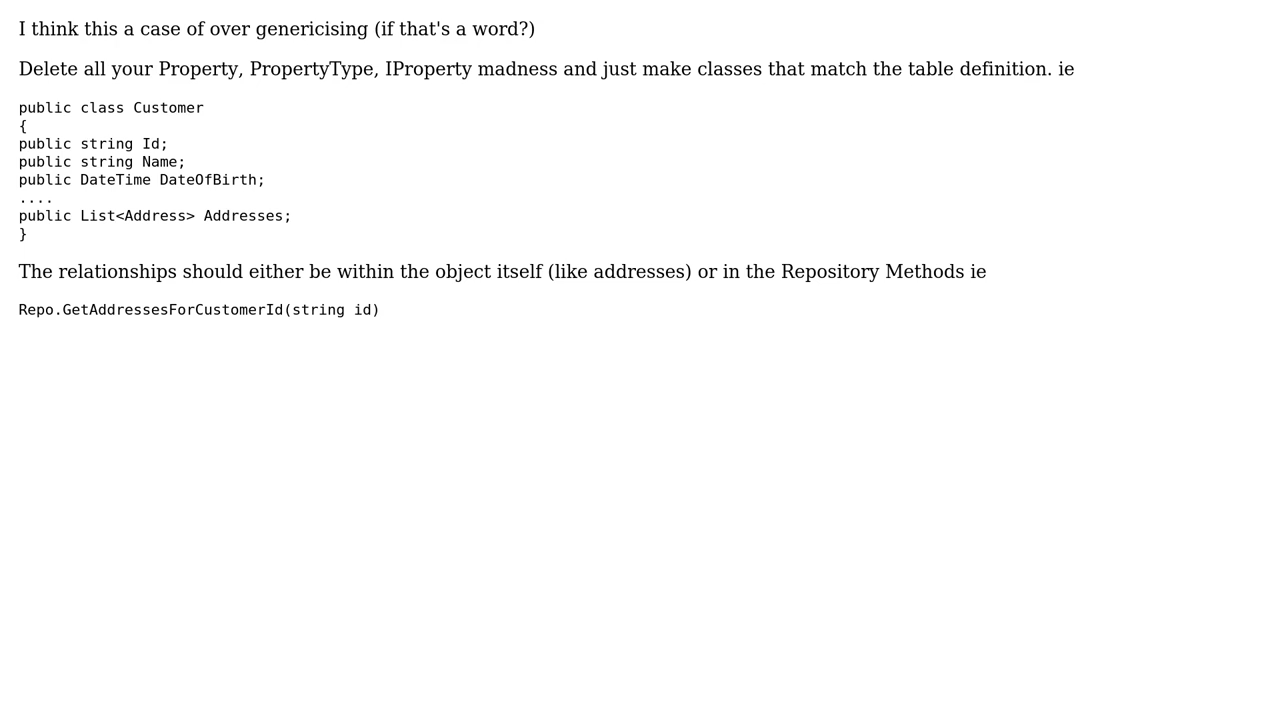 I think this a case of over genericising (if that's a word?)
Delete all your Property, PropertyType, IProperty madness and just make classes that match the table definition. ie
public class Customer
{
public string Id;
public string Name;
public DateTime DateOfBirth;
....
public List<Address> Addresses;
}
The relationships should either be within the object itself (like addresses) or in the Repository Methods ie
Repo.GetAddressesForCustomerId(string id)